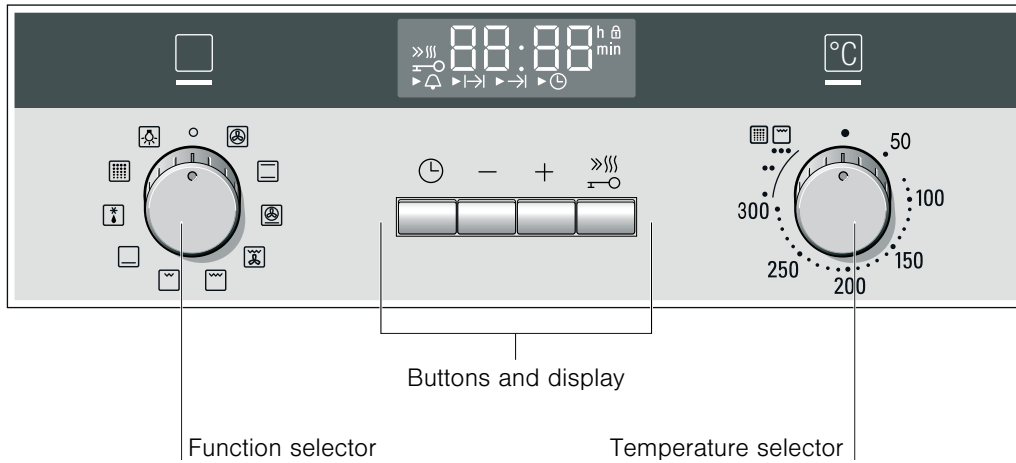 88:88 h
min
°C
50
100
150
200
250
300
− +
Buttons and display
Function selector Temperature selector